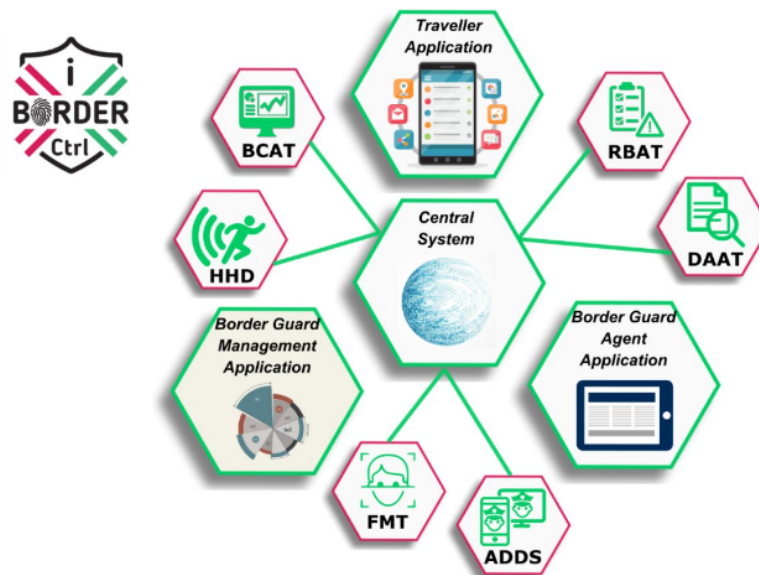 i
BORDER
Ctrl
Traveller
Application
BCAT
RBAT
HHD
Central
System
DAAT
Border Guard
Management
Application
Border Guard
Agent
Application
FMT
ADDS